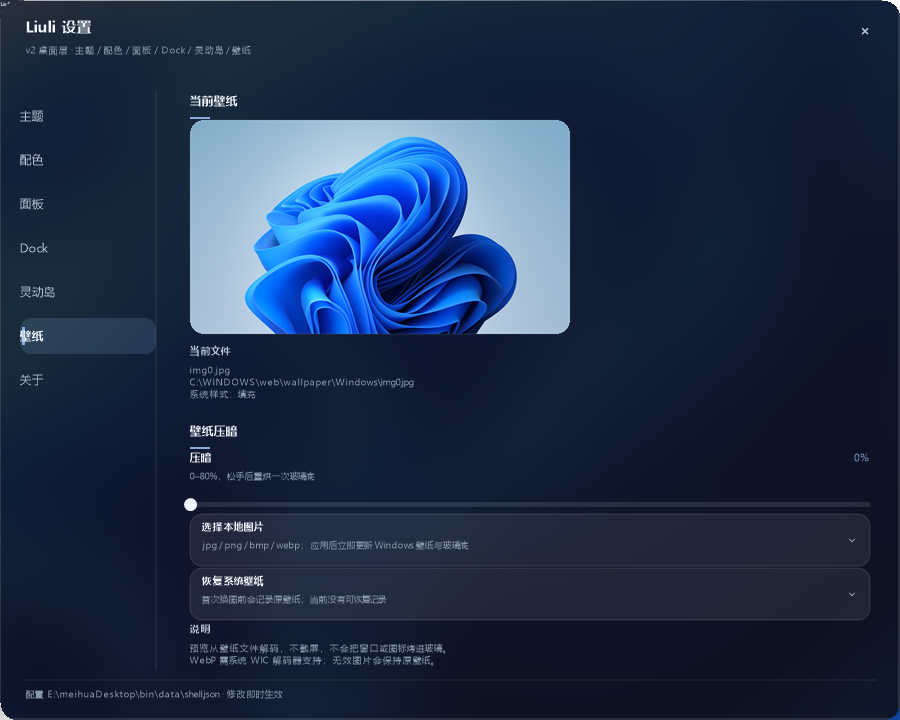 Liuli 设置
v2 桌面层 · 主题 / 配色 / 面板 / Dock / 灵动岛 / 壁纸
主题
配色
面板
Dock
灵动岛
壁纸
关于
当前壁纸
当前文件
img0.jpg
C:\WINDOWS\web\wallpaper\Windows\img0.jpg
系统样式: 填充
壁纸压暗
压暗
0%
0–80%，松手后重烘一次玻璃底
选择本地图片
jpg / png / bmp / webp；应用后立即更新 Windows 壁纸与玻璃底
恢复系统壁纸
首次换图前会记录原壁纸；当前没有可恢复记录
说明
预览从壁纸文件解码，不截屏，不会把窗口或图标烤进玻璃。
WebP 需系统 WIC 解码器支持；无效图片会保持原壁纸。
配置 E:\meihuaDesktop\bin\data\shell.json · 修改即时生效